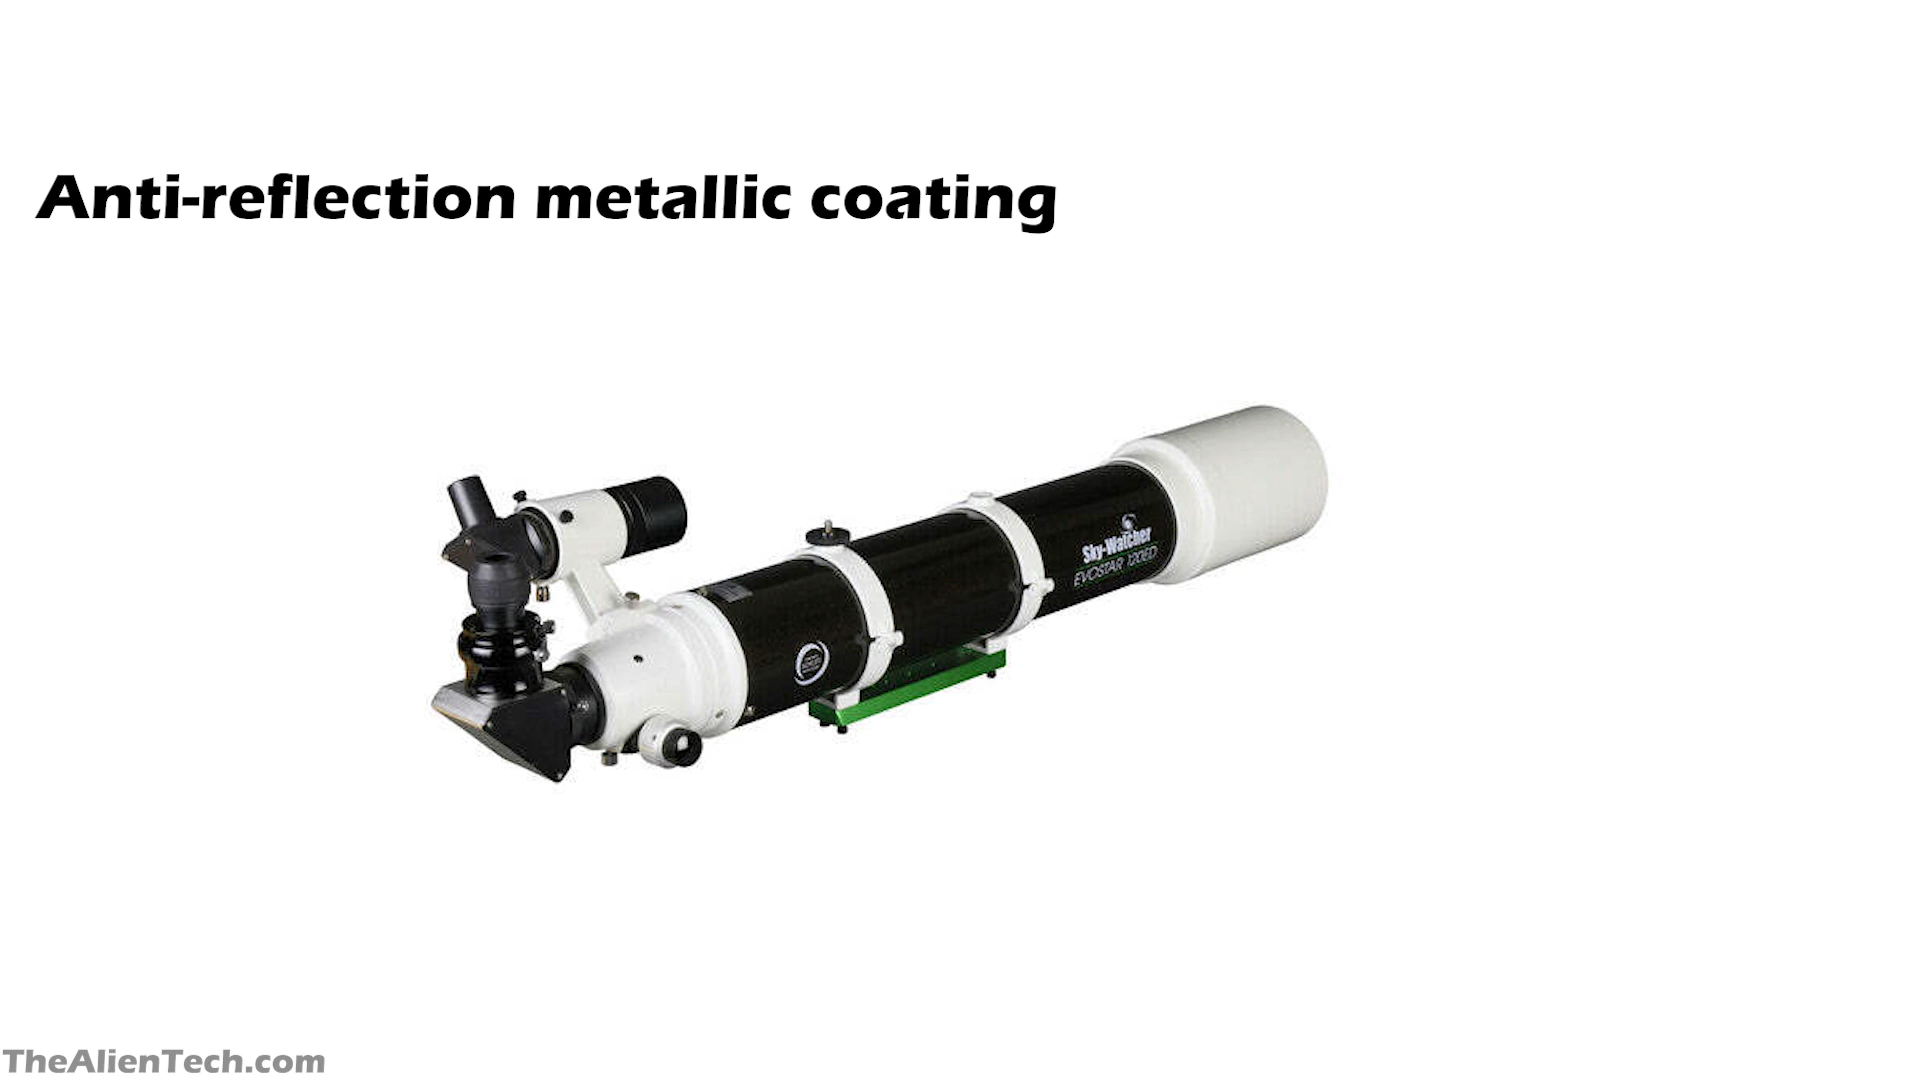 Anti-reflection metallic coating
Sky-Watcher
EVOSTAR 120ED
TheAlienTech.com